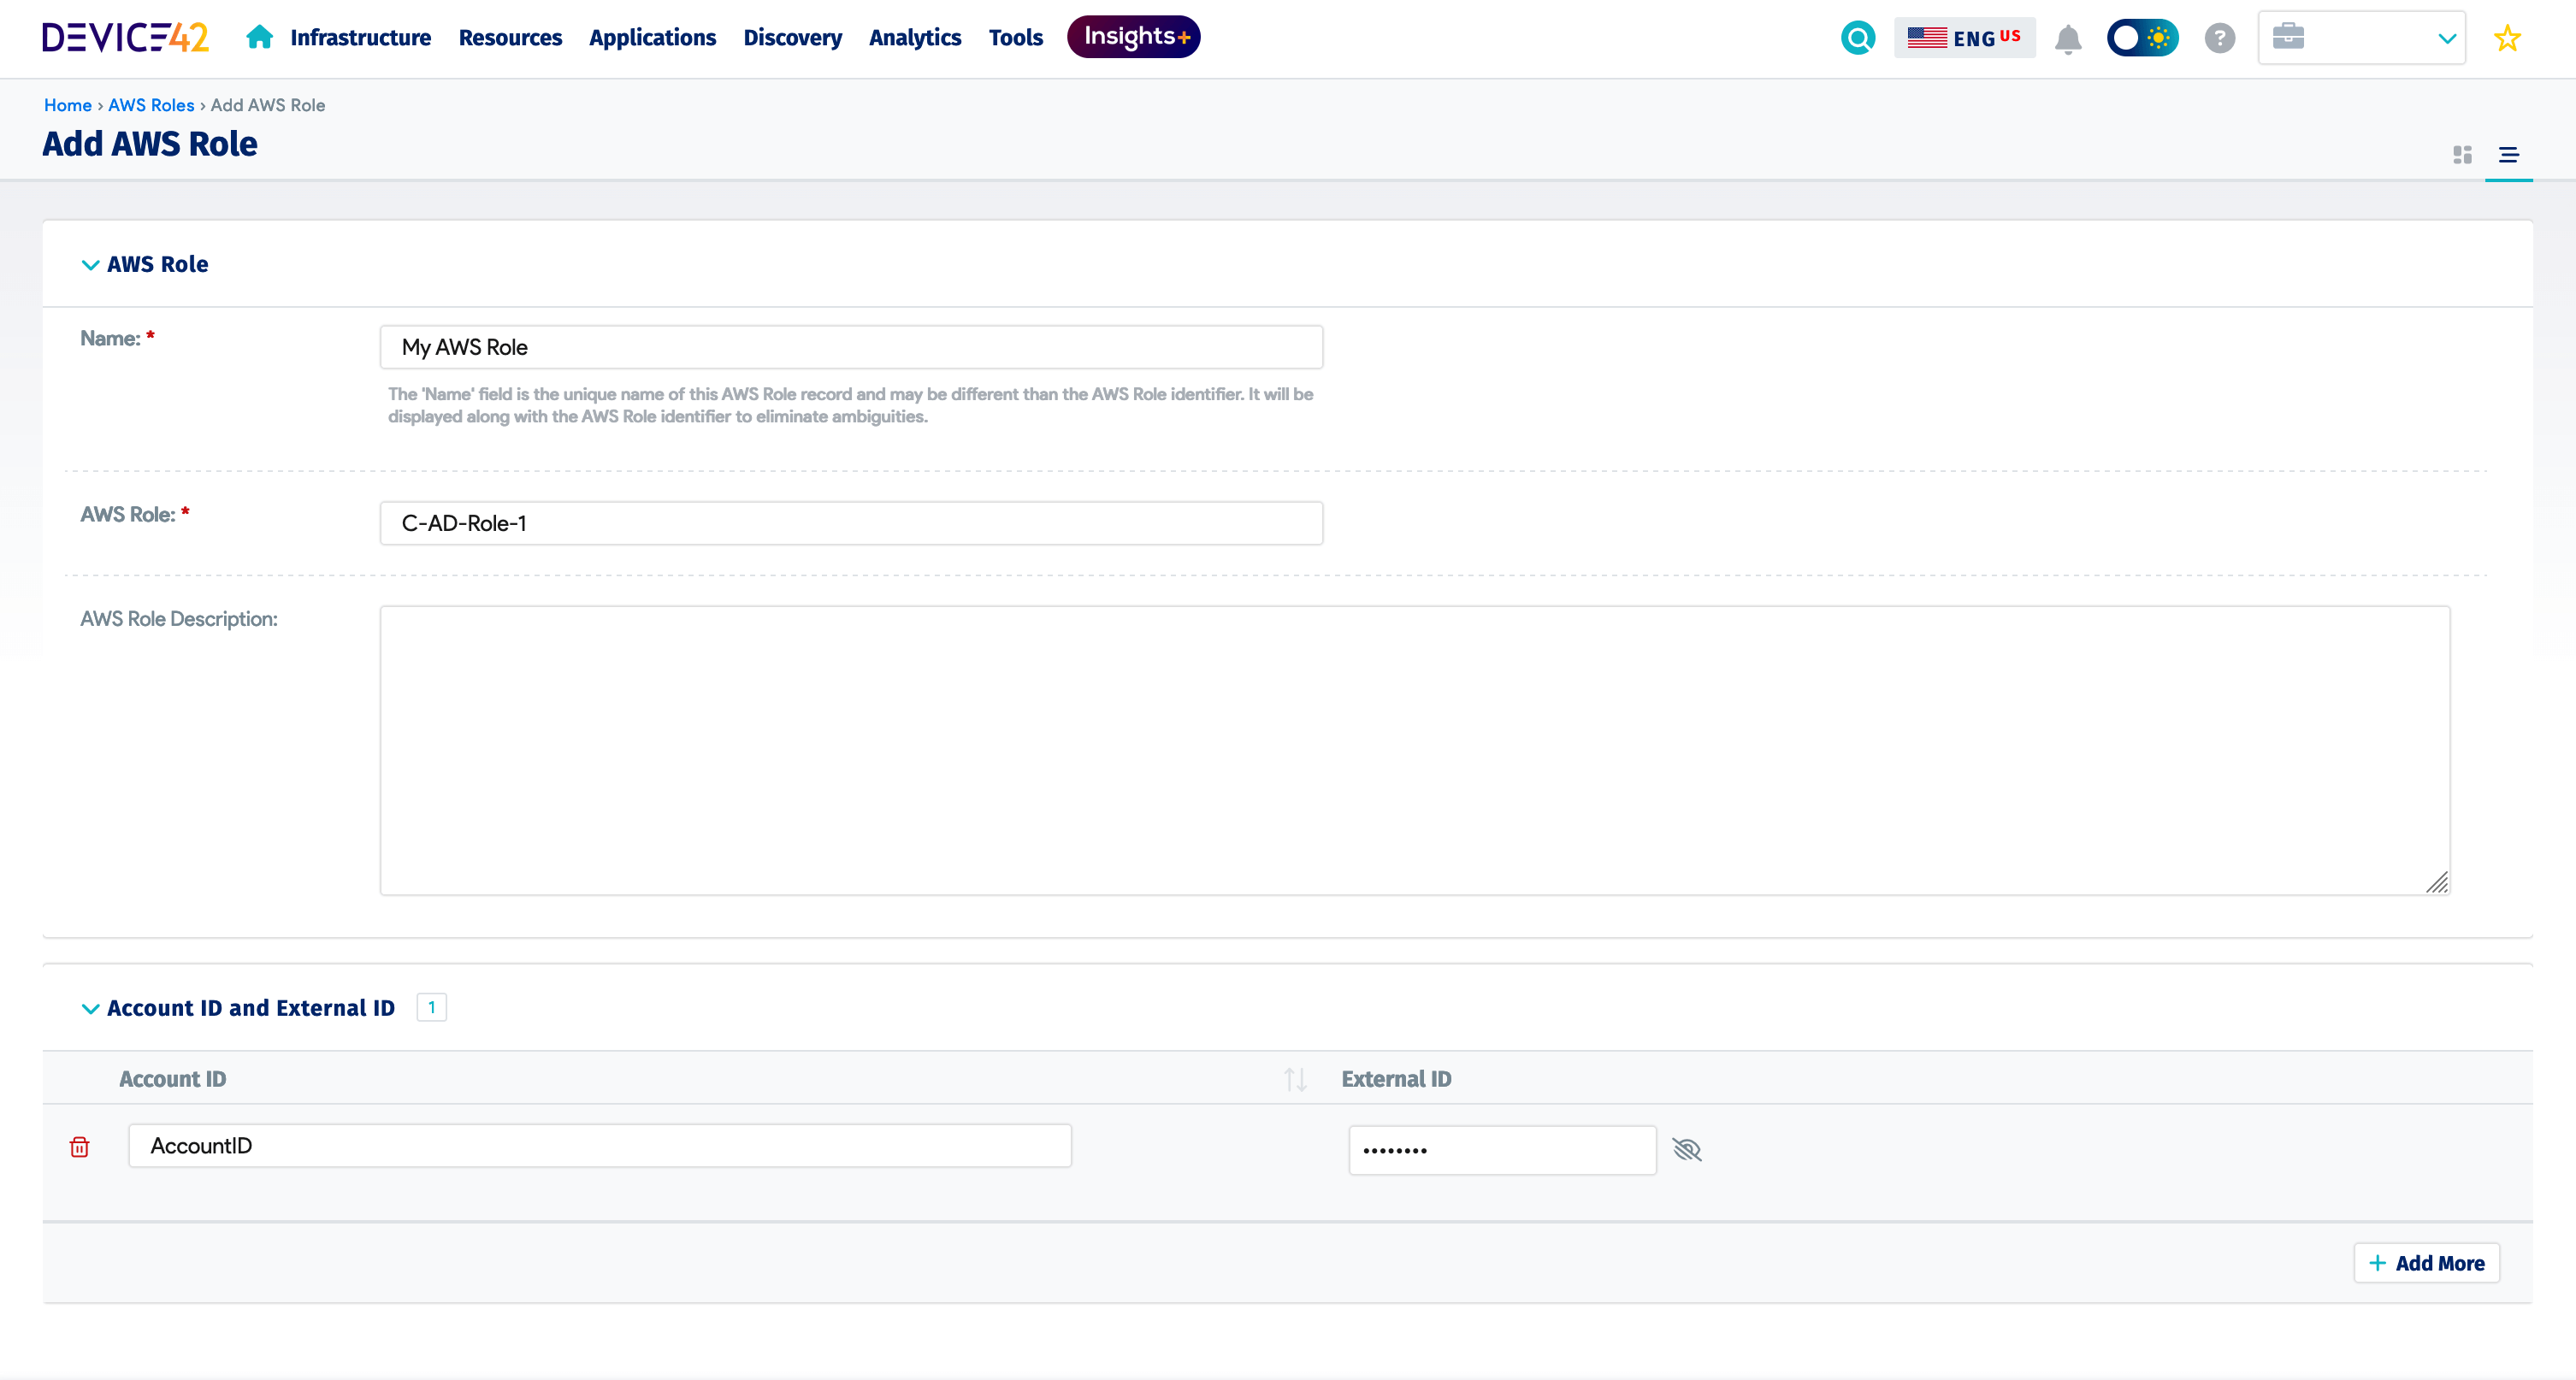 DEVICE42 Infrastructure Resources Applications Discovery Analytics Tools Insights+ ENG US ?
Home › AWS Roles › Add AWS Role
Add AWS Role
AWS Role
Name: *
My AWS Role
The 'Name' field is the unique name of this AWS Role record and may be different than the AWS Role identifier. It will be
displayed along with the AWS Role identifier to eliminate ambiguities.
AWS Role: *
C-AD-Role-1
AWS Role Description:
Account ID and External ID 1
Account ID External ID
AccountID ••••••••
+ Add More